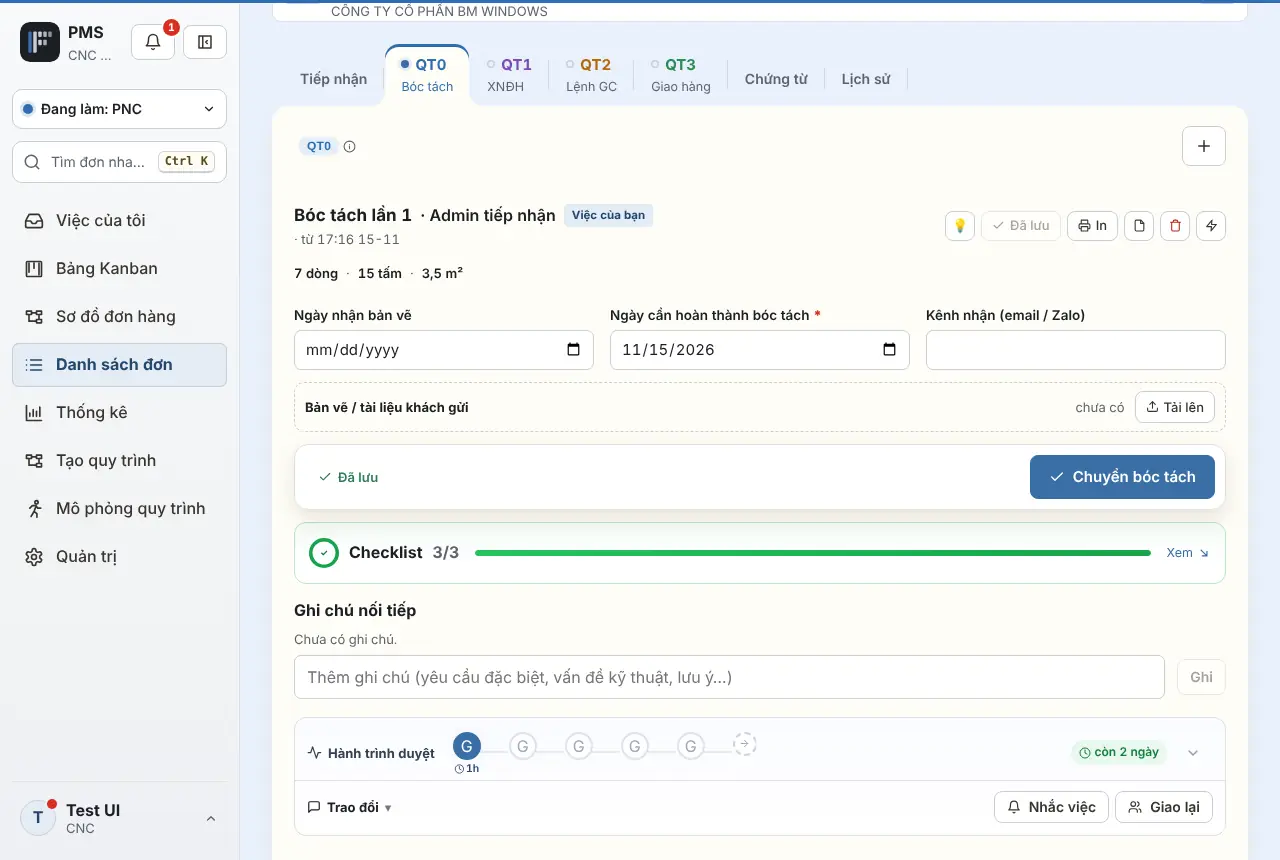 CÔNG TY CỔ PHẦN BM WINDOWS
PMS
CNC ...
1
Đang làm: PNC
Tìm đơn nha... Ctrl K
Việc của tôi
Bảng Kanban
Sơ đồ đơn hàng
Danh sách đơn
Thống kê
Tạo quy trình
Mô phỏng quy trình
Quản trị
T
Test UI
CNC
Tiếp nhận
QT0
Bóc tách
QT1
XNĐH
QT2
Lệnh GC
QT3
Giao hàng
Chứng từ
Lịch sử
QT0
Bóc tách lần 1 · Admin tiếp nhận Việc của bạn
· từ 17:16 15-11
Đã lưu
In
7 dòng · 15 tấm · 3,5 m²
Ngày nhận bản vẽ
mm/dd/yyyy
Ngày cần hoàn thành bóc tách *
11/15/2026
Kênh nhận (email / Zalo)
Bản vẽ / tài liệu khách gửi
chưa có
Tải lên
Đã lưu
Chuyển bóc tách
Checklist 3/3
Xem
Ghi chú nối tiếp
Chưa có ghi chú.
Thêm ghi chú (yêu cầu đặc biệt, vấn đề kỹ thuật, lưu ý...)
Ghi
Hành trình duyệt
G G G G G
1h
còn 2 ngày
Trao đổi
Nhắc việc
Giao lại